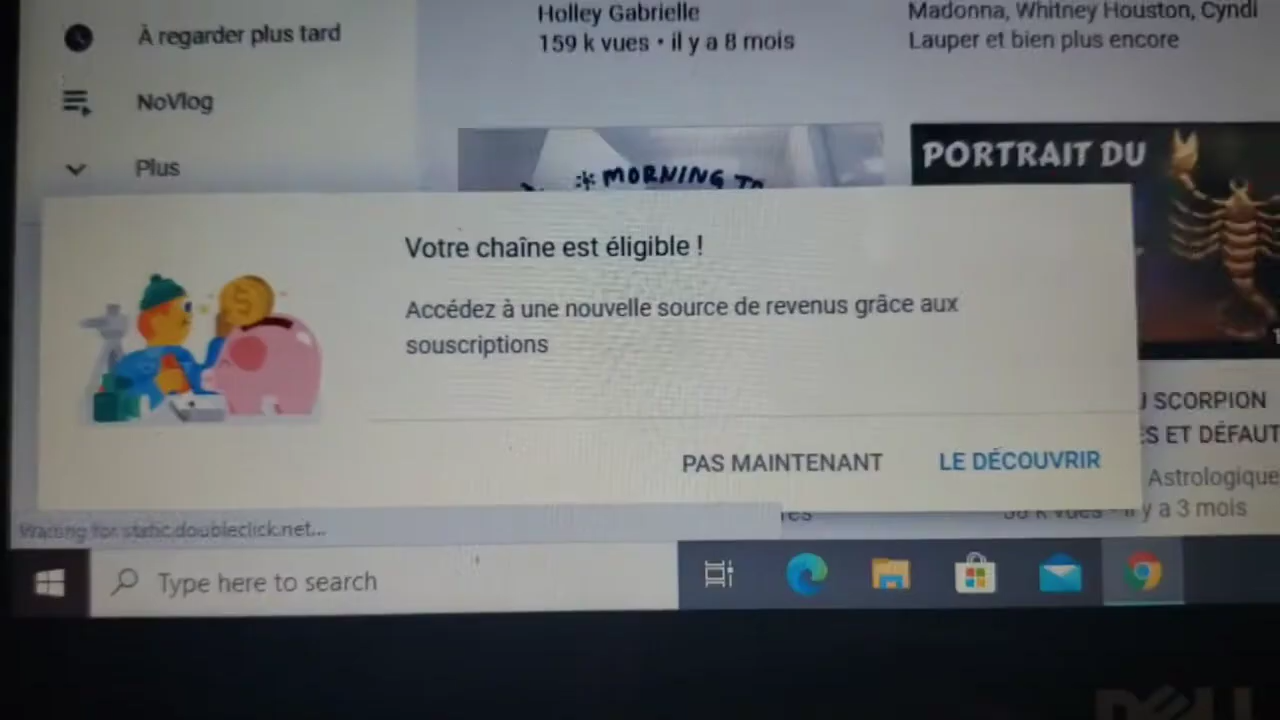 À regarder plus tard
NoVlog
Plus
Holley Gabrielle
159 k vues • il y a 8 mois
Madonna, Whitney Houston, Cyndi
Lauper et bien plus encore
* MORNING
PORTRAIT DU
Votre chaîne est éligible !
Accédez à une nouvelle source de revenus grâce aux
souscriptions
PAS MAINTENANT
LE DÉCOUVRIR
SCORPION
ET DÉFAUT
Astrologique
y a 3 mois
Waiting for static.doubleclick.net...
Type here to search
DELL